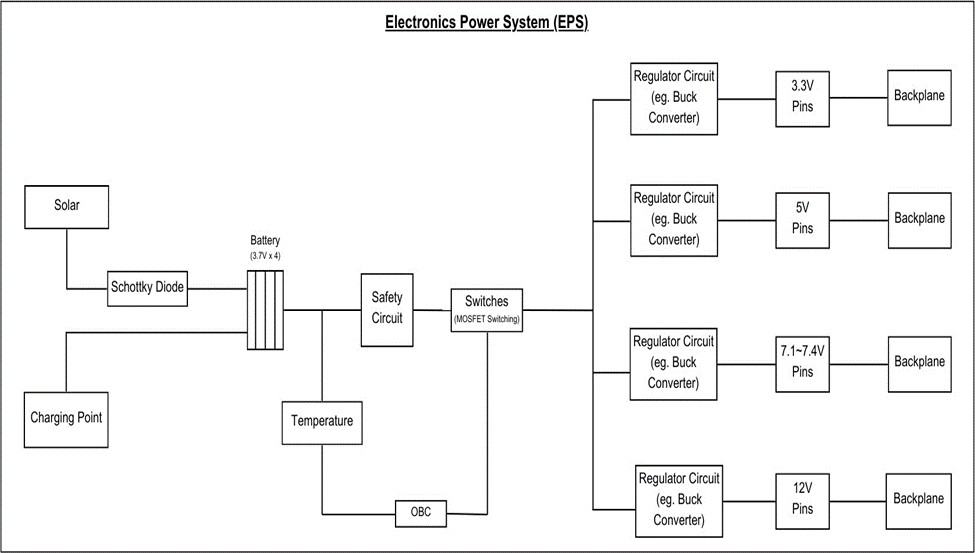 Electronics Power System (EPS)
Regulator Circuit
(eg. Buck
Converter)
3.3V
Pins
Backplane
Solar
Regulator Circuit
(eg. Buck
Converter)
5V
Pins
Backplane
Battery
(3.7V x 4)
Schottky Diode
Safety
Circuit
Switches
(MOSFET Switching)
Regulator Circuit
(eg. Buck
Converter)
7.1~7.4V
Pins
Backplane
Charging Point
Temperature
Regulator Circuit
(eg. Buck
Converter)
12V
Pins
Backplane
OBC